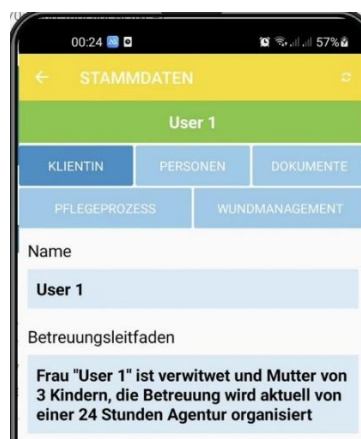 00:24 57%
STAMMDATEN
User 1
KLIENTIN PERSONEN DOKUMENTE
PFLEGEPROZESS WUNDMANAGEMENT
Name
User 1
Betreuungsleitfaden
Frau "User 1" ist verwitwet und Mutter von
3 Kindern, die Betreuung wird aktuell von
einer 24 Stunden Agentur organisiert